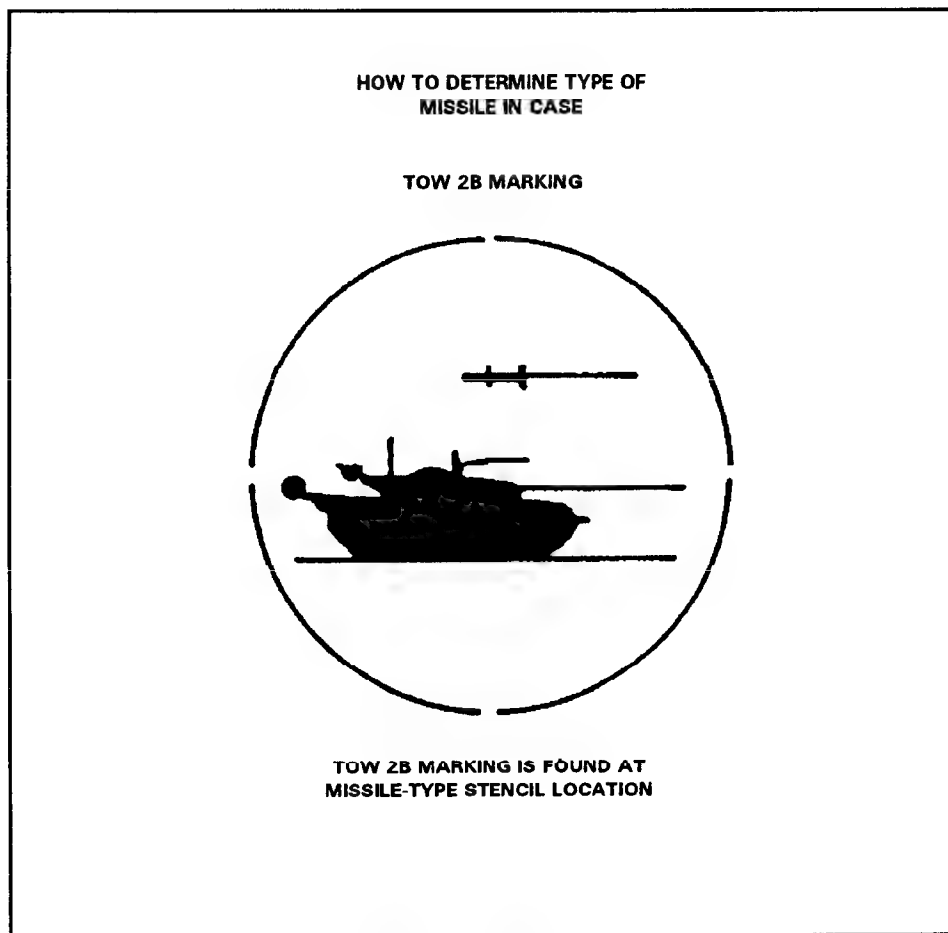 HOW TO DETERMINE TYPE OF
MISSILE IN CASE
TOW 2B MARKING
TOW 2B MARKING IS FOUND AT
MISSILE-TYPE STENCIL LOCATION